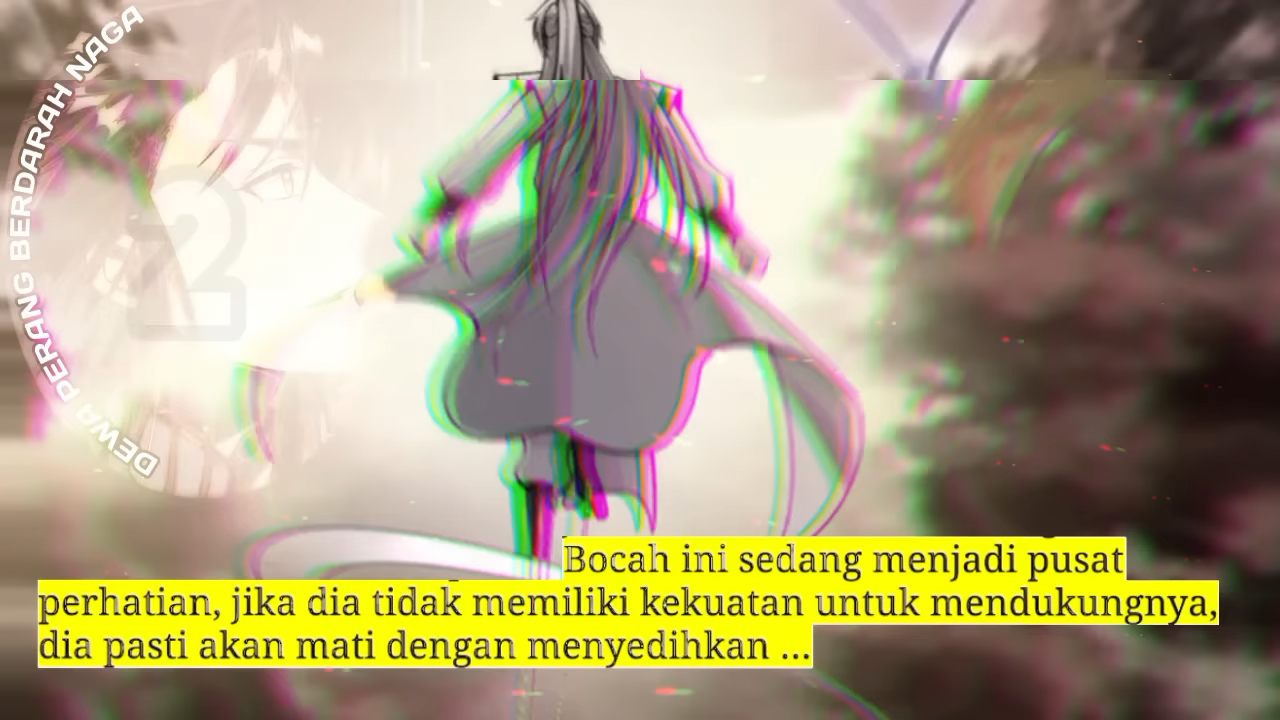 DEWA PERANG BERDARAH NAGA
2
Bocah ini sedang menjadi pusat
perhatian, jika dia tidak memiliki kekuatan untuk mendukungnya,
dia pasti akan mati dengan menyedihkan ...